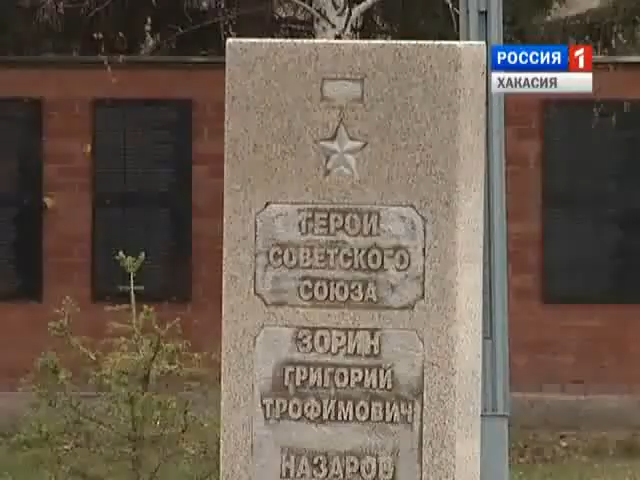 РОССИЯ 1
ХАКАСИЯ
ГЕРОИ
СОВЕТСКОГО
СОЮЗА
ЗОРИН
ГРИГОРИЙ
ТРОФИМОВИЧ
НАЗАРОВ